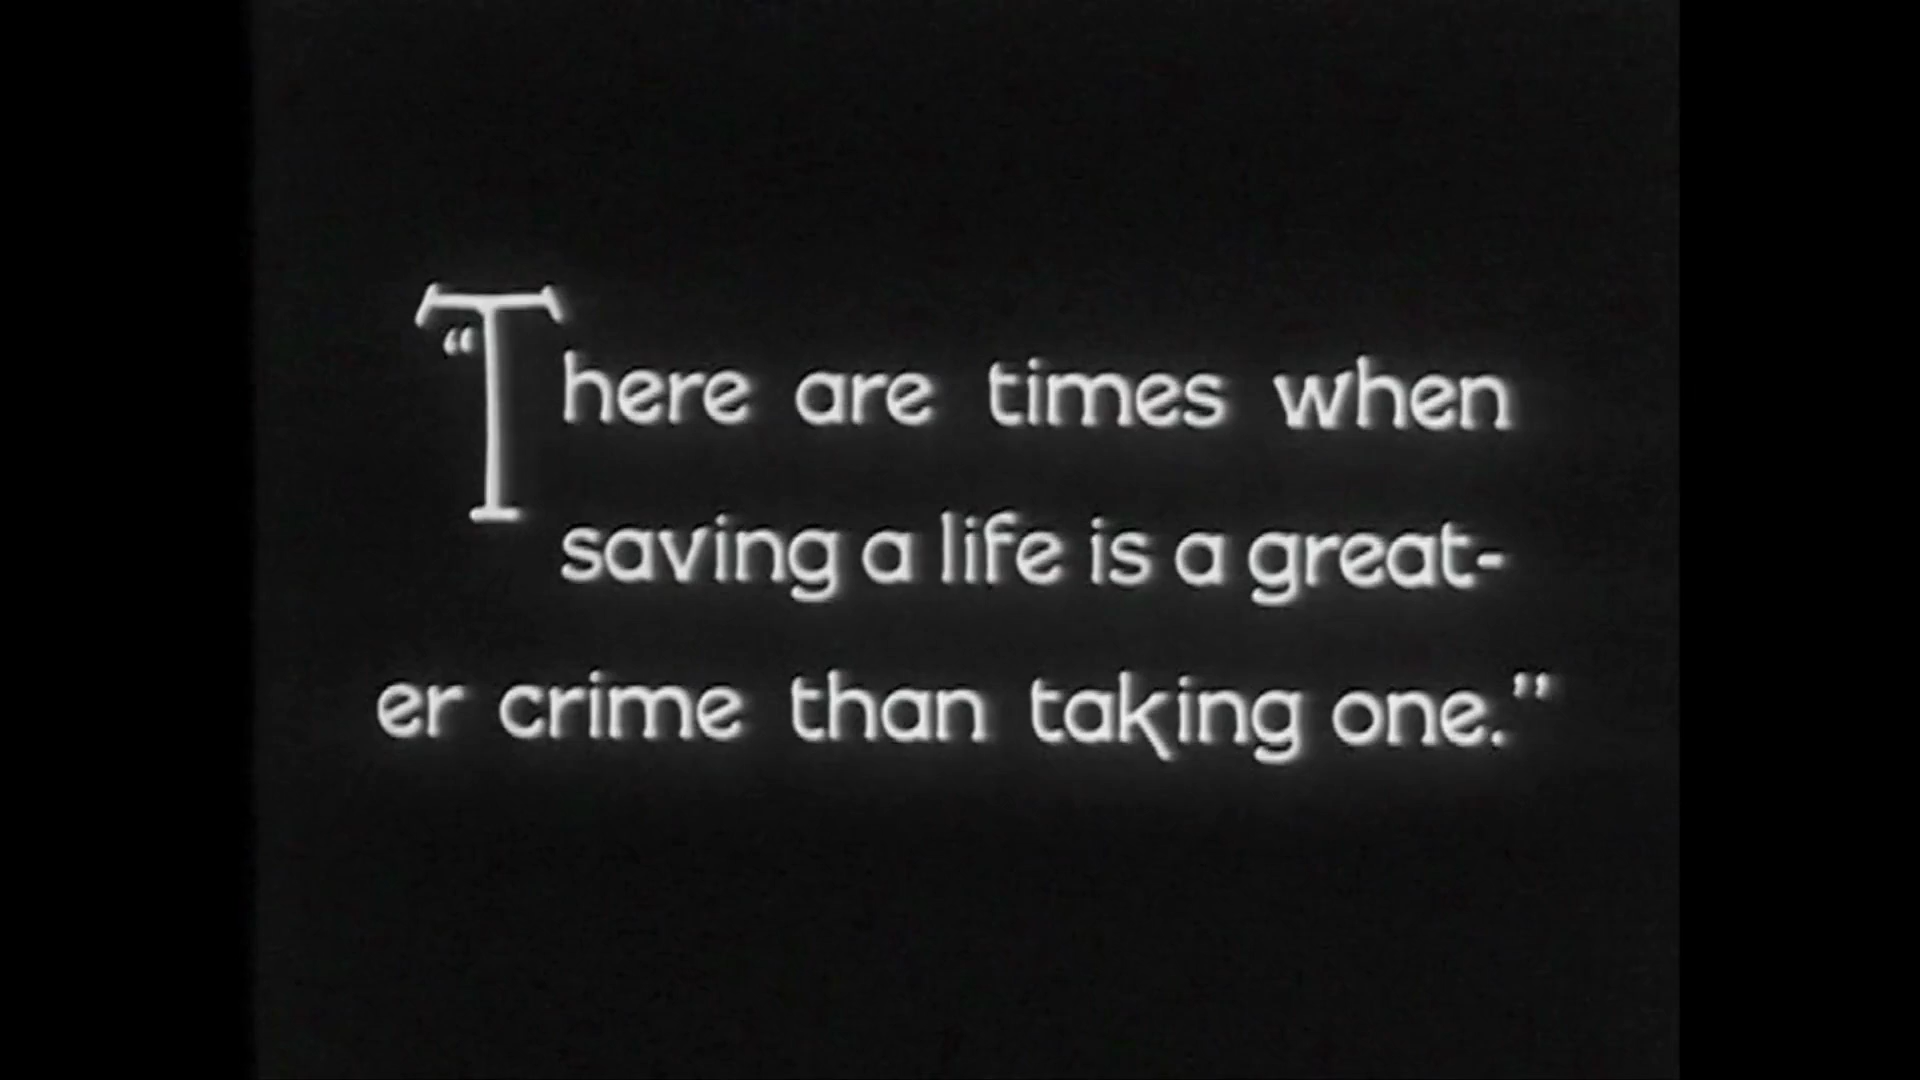 “There are times when
saving a life is a great-
er crime than taking one.”